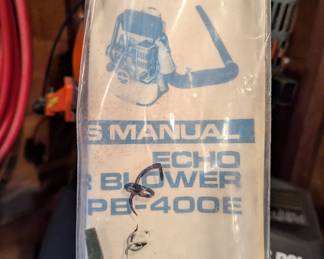 S MANUAL
ECHO
R BLOWER
PB-400E